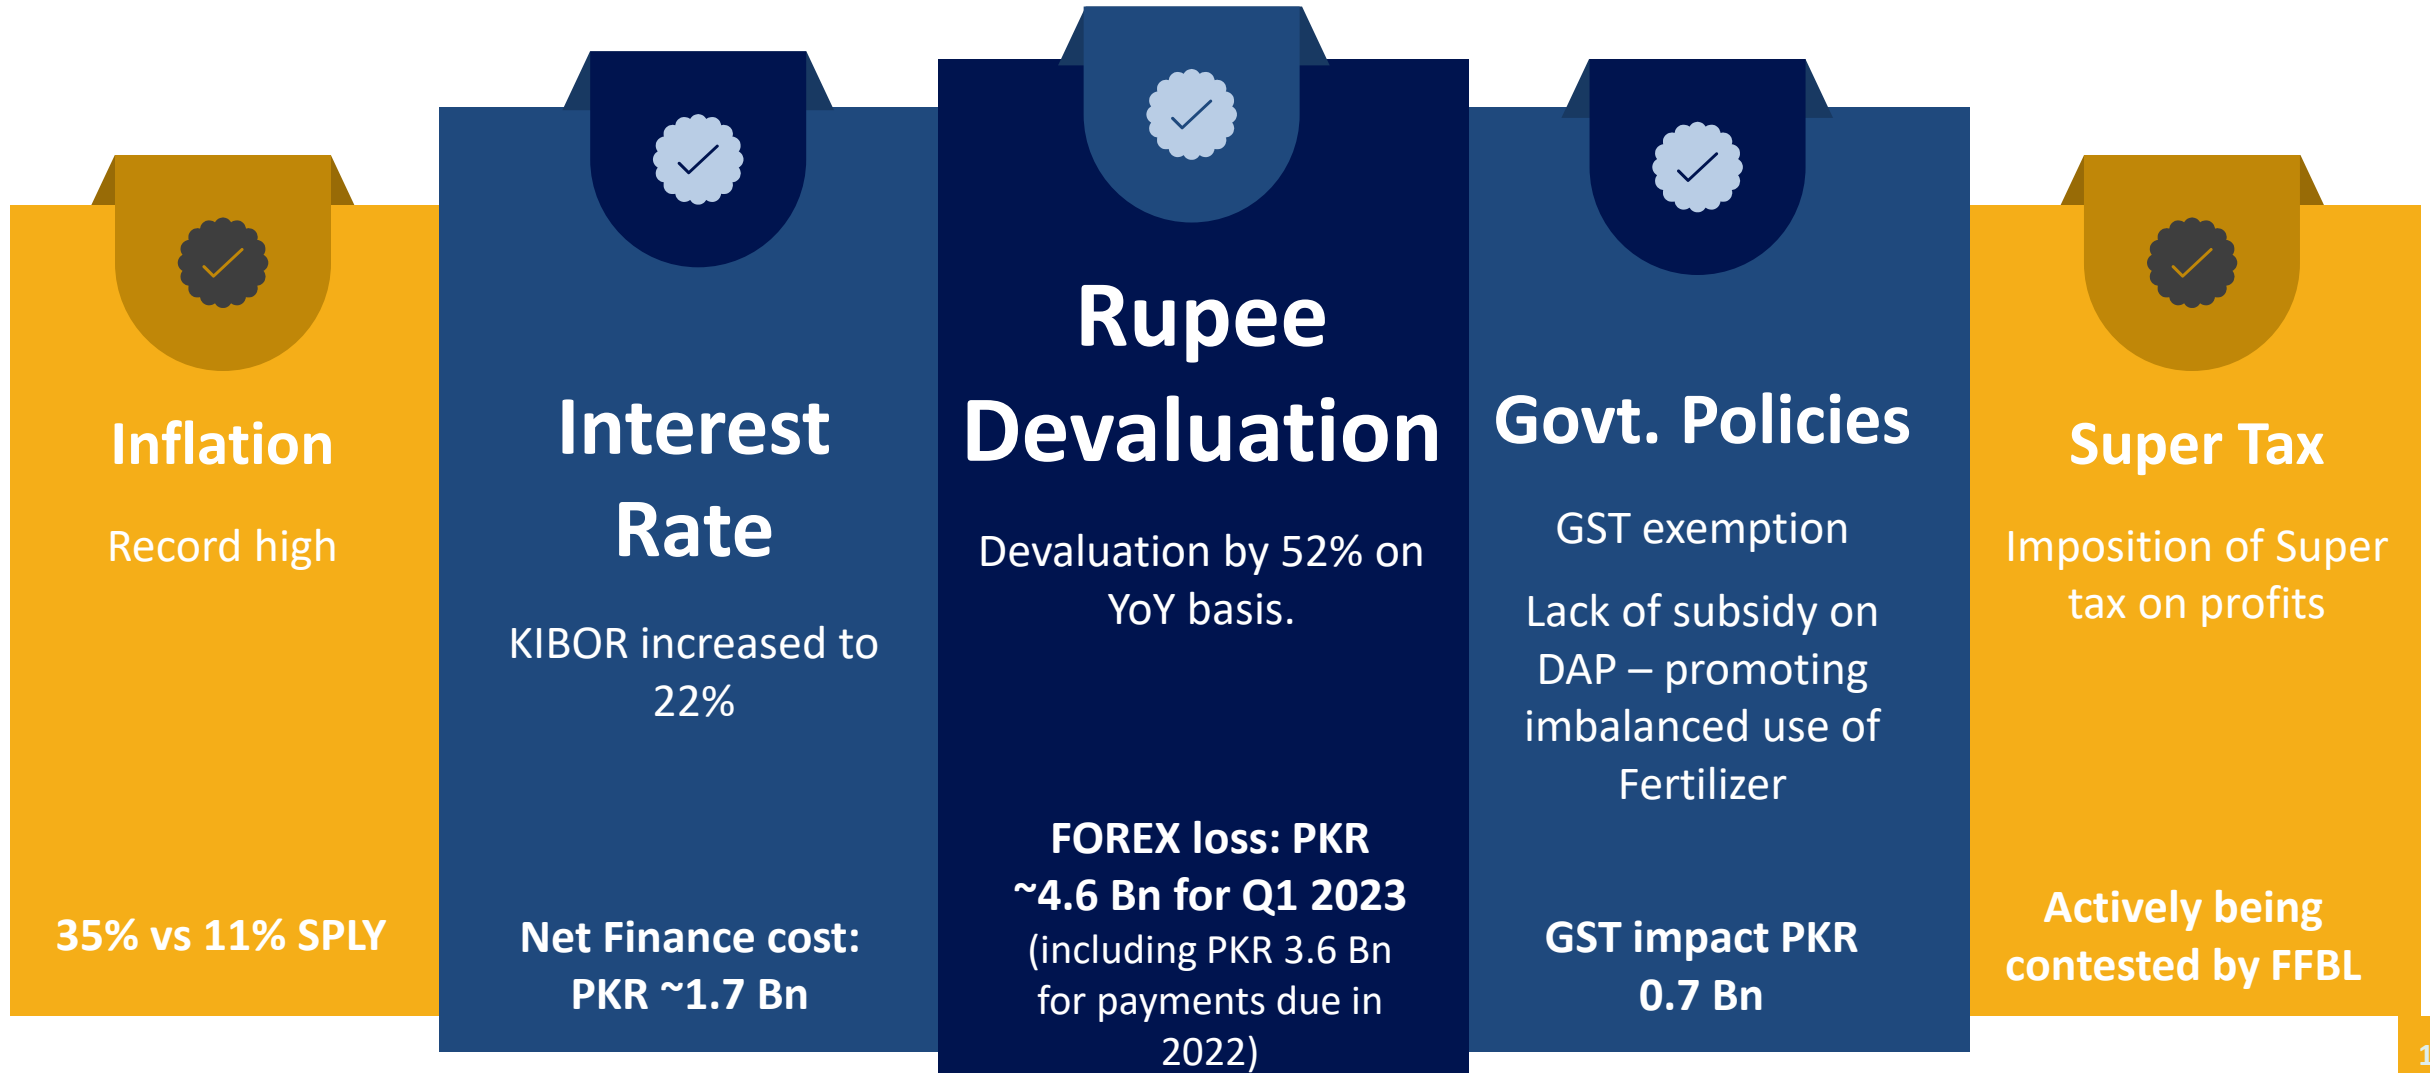 Inflation
Record high
35% vs 11% SPLY
Interest
Rate
KIBOR increased to
22%
Net Finance cost:
PKR ~1.7 Bn
Rupee
Devaluation
Devaluation by 52% on
YoY basis.
FOREX loss: PKR
~4.6 Bn for Q1 2023
(including PKR 3.6 Bn
for payments due in
2022)
Govt. Policies
GST exemption
Lack of subsidy on
DAP – promoting
imbalanced use of
Fertilizer
GST impact PKR
0.7 Bn
Super Tax
Imposition of Super
tax on profits
Actively being
contested by FFBL